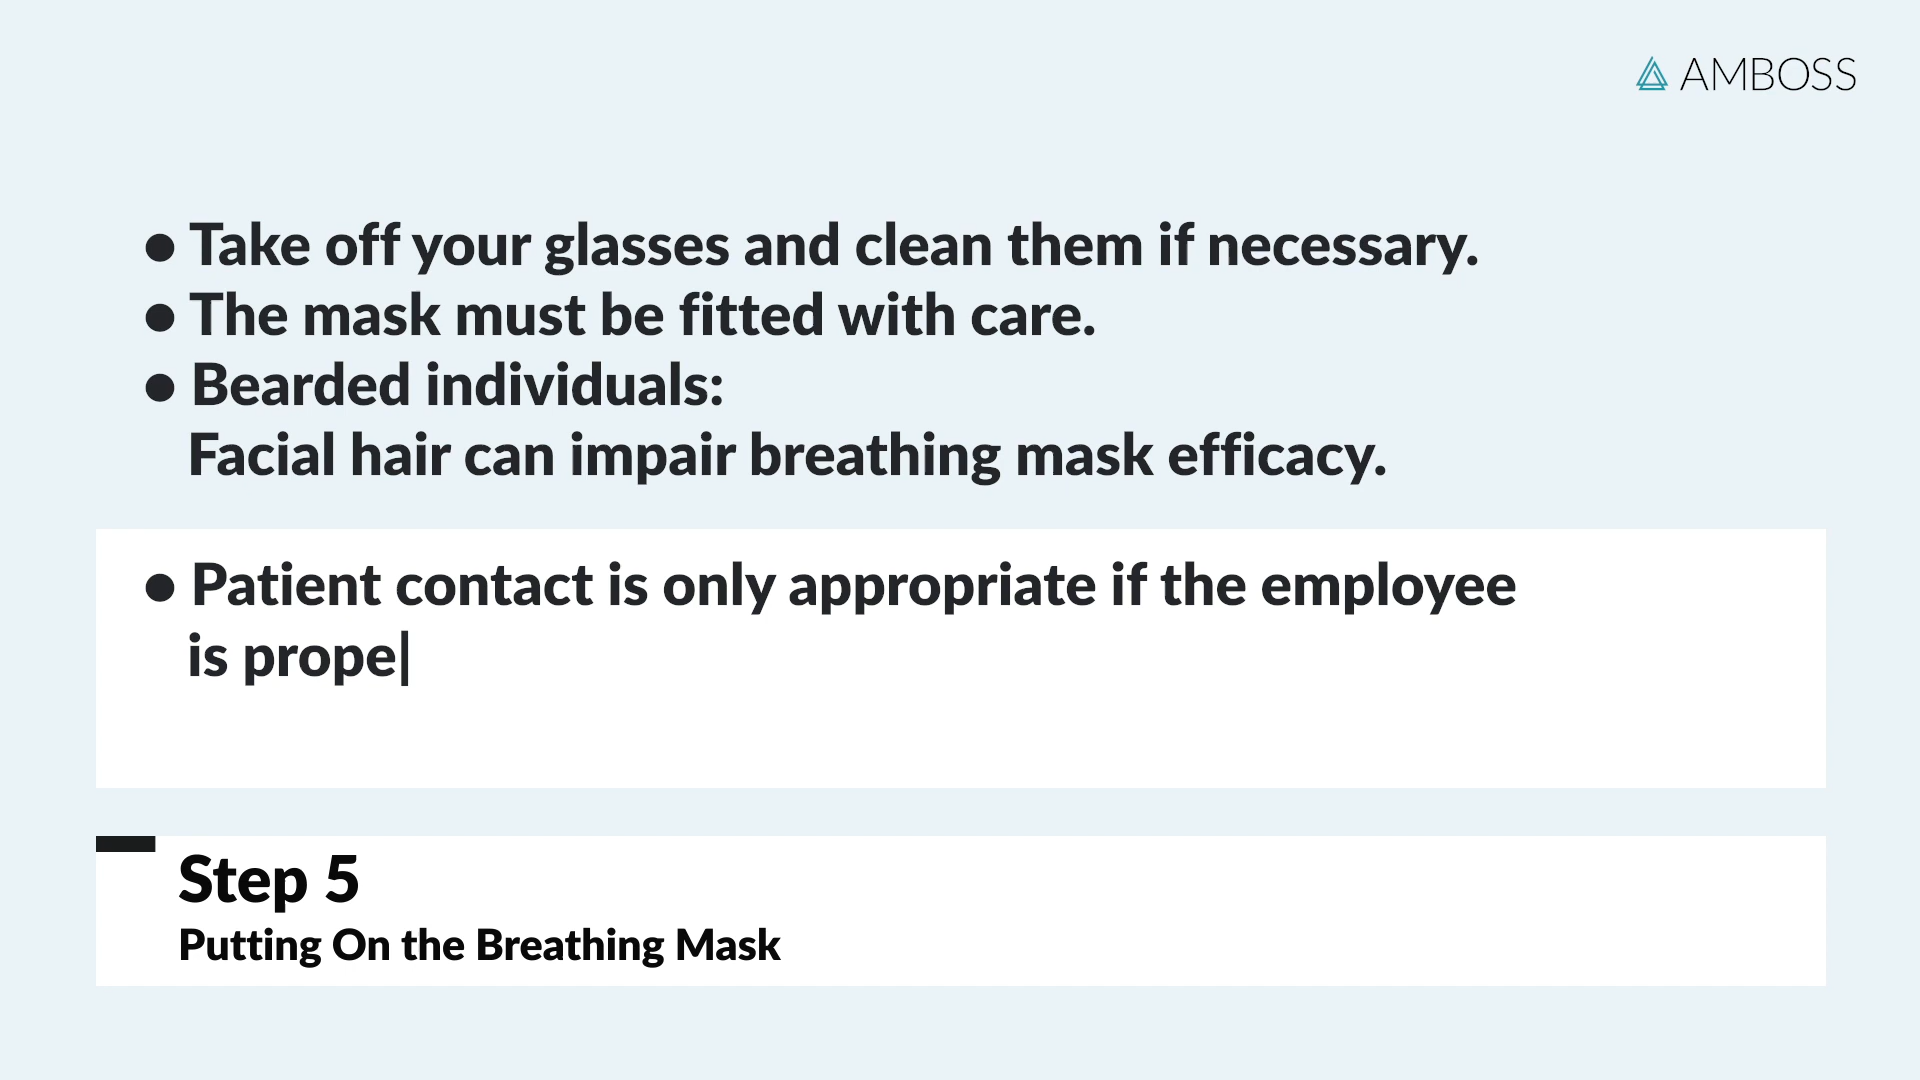 AMBOSS
● Take off your glasses and clean them if necessary.
● The mask must be fitted with care.
● Bearded individuals:
Facial hair can impair breathing mask efficacy.
● Patient contact is only appropriate if the employee
is prope|
Step 5
Putting On the Breathing Mask